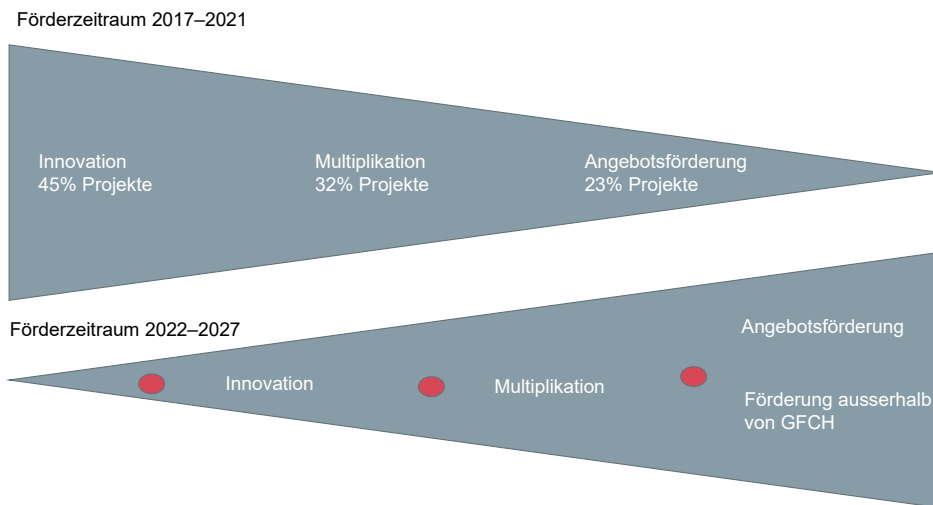 Förderzeitraum 2017–2021
Innovation
45% Projekte
Multiplikation
32% Projekte
Angebotsförderung
23% Projekte
Förderzeitraum 2022–2027
Innovation
Multiplikation
Angebotsförderung
Förderung ausserhalb
von GFCH